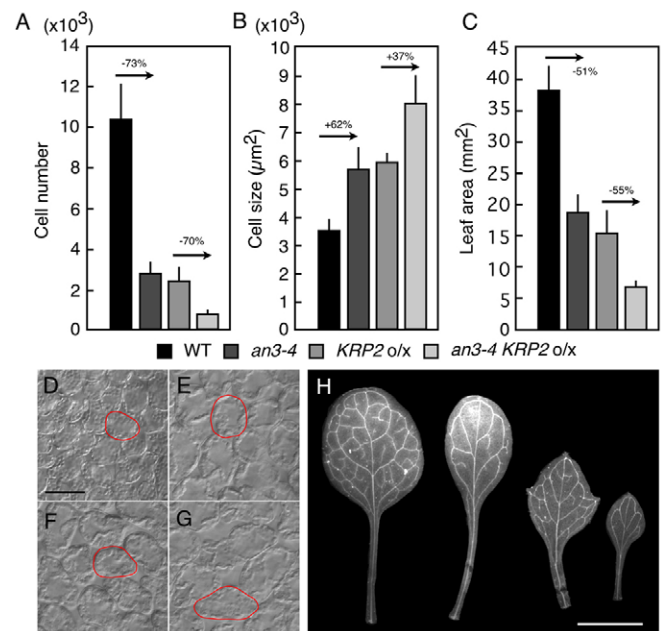 A (x10³)
14
12
10
8
6
4
2
0
Cell number
-73%
-70%
B (x10³)
10
9
8
7
6
5
4
3
2
1
0
Cell size (µm2)
+62%
+37%
C
45
40
35
30
25
20
15
10
5
0
Leaf area (mm2)
-51%
-55%
WT an3-4 KRP2 o/x an3-4 KRP2 o/x
D
E
F
G
H